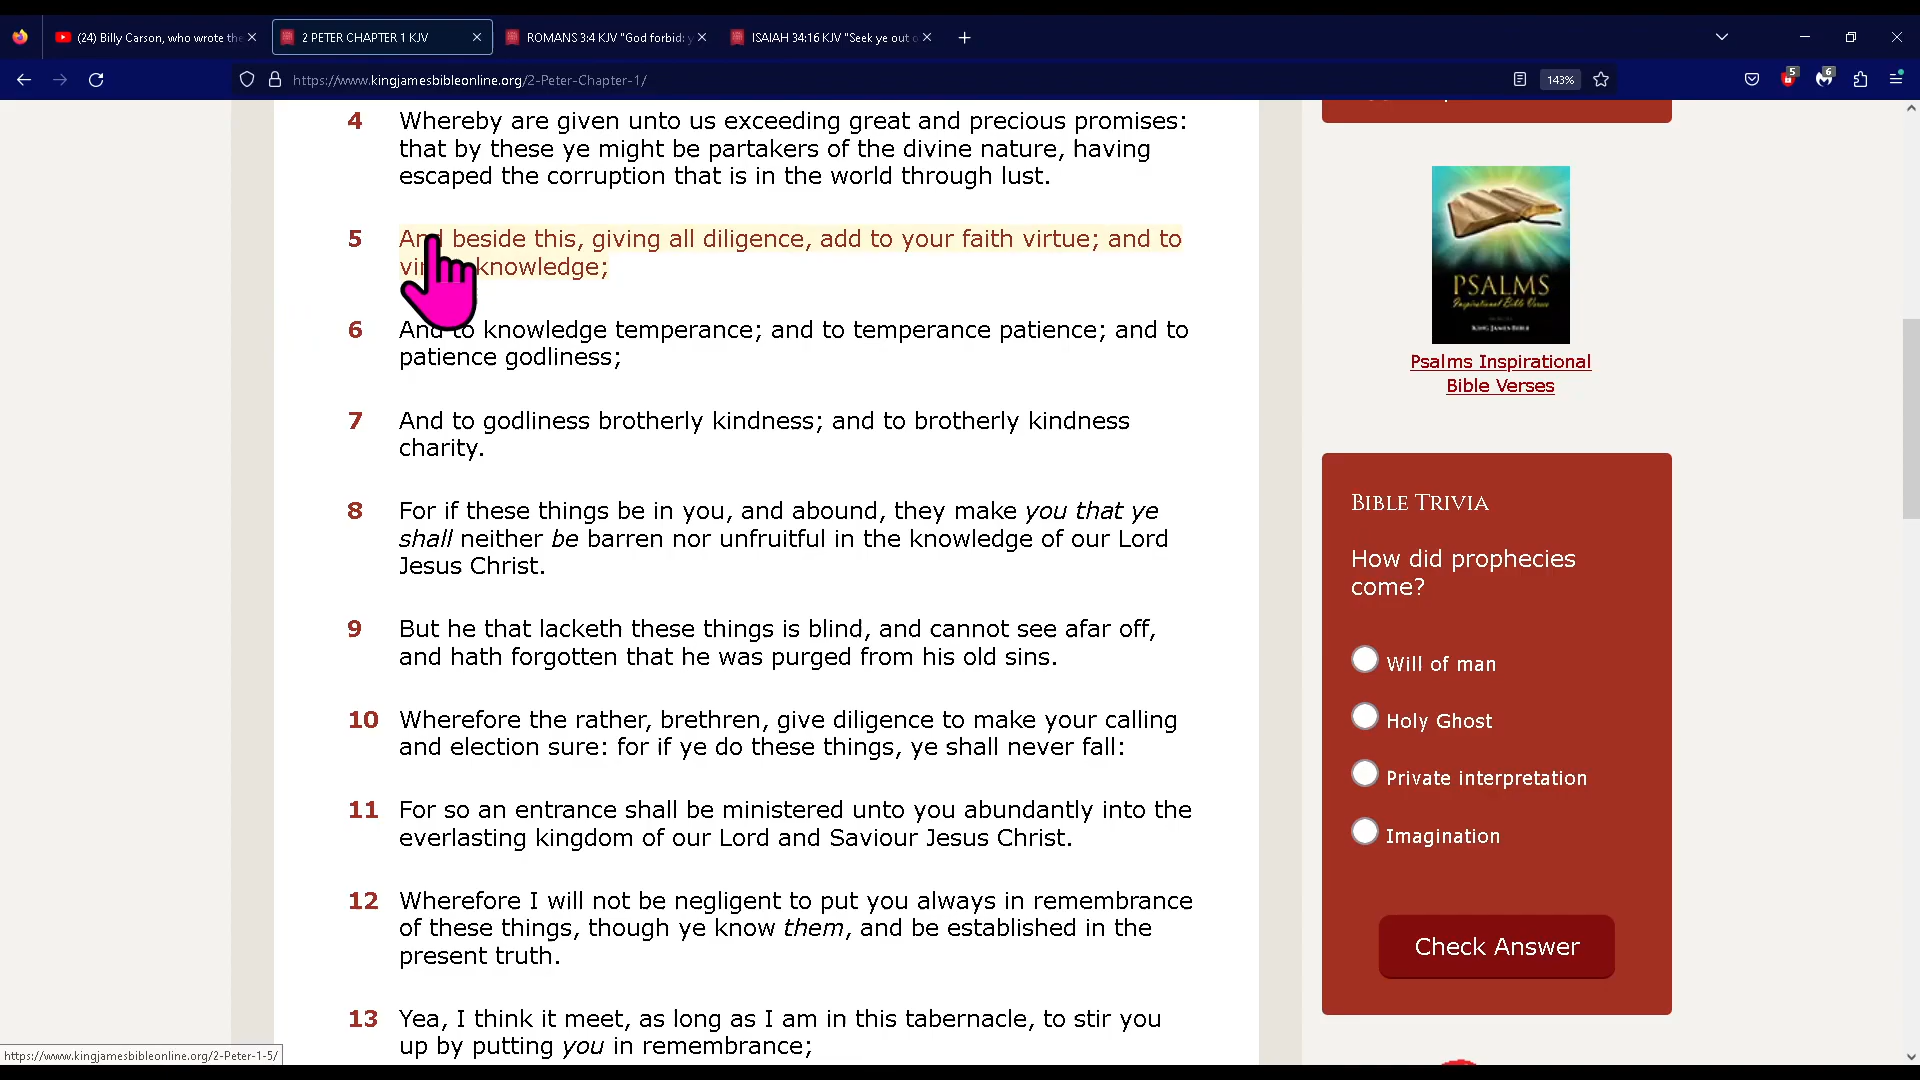 (24) Billy Carson, who wrote the
2 PETER CHAPTER 1 KJV
ROMANS 3:4 KJV "God forbid: y
ISAIAH 34:16 KJV "Seek ye out o
https://www.kingjamesbibleonline.org/2-Peter-Chapter-1/
143%
5
6
4 Whereby are given unto us exceeding great and precious promises:
that by these ye might be partakers of the divine nature, having
escaped the corruption that is in the world through lust.
5 And beside this, giving all diligence, add to your faith virtue; and to
knowledge;
6 And to knowledge temperance; and to temperance patience; and to
patience godliness;
7 And to godliness brotherly kindness; and to brotherly kindness
charity.
8 For if these things be in you, and abound, they make you that ye
shall neither be barren nor unfruitful in the knowledge of our Lord
Jesus Christ.
9 But he that lacketh these things is blind, and cannot see afar off,
and hath forgotten that he was purged from his old sins.
10 Wherefore the rather, brethren, give diligence to make your calling
and election sure: for if ye do these things, ye shall never fall:
11 For so an entrance shall be ministered unto you abundantly into the
everlasting kingdom of our Lord and Saviour Jesus Christ.
12 Wherefore I will not be negligent to put you always in remembrance
of these things, though ye know them, and be established in the
present truth.
13 Yea, I think it meet, as long as I am in this tabernacle, to stir you
up by putting you in remembrance;
PSALMS
Inspirational Bible Verses
KING JAMES BIBLE
Psalms Inspirational
Bible Verses
BIBLE TRIVIA
How did prophecies
come?
Will of man
Holy Ghost
Private interpretation
Imagination
Check Answer
https://www.kingjamesbibleonline.org/2-Peter-1-5/